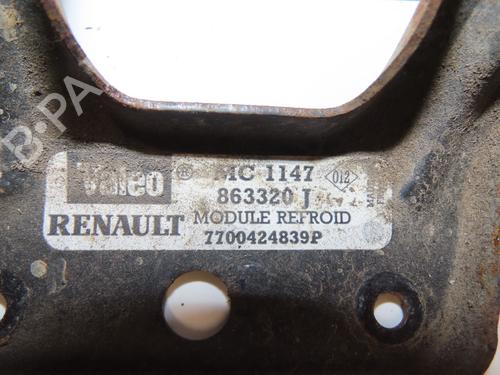 Valeo ® MC 1147
863320 J
012
RENAULT MODULE REFROID
7700424839P
B-PA